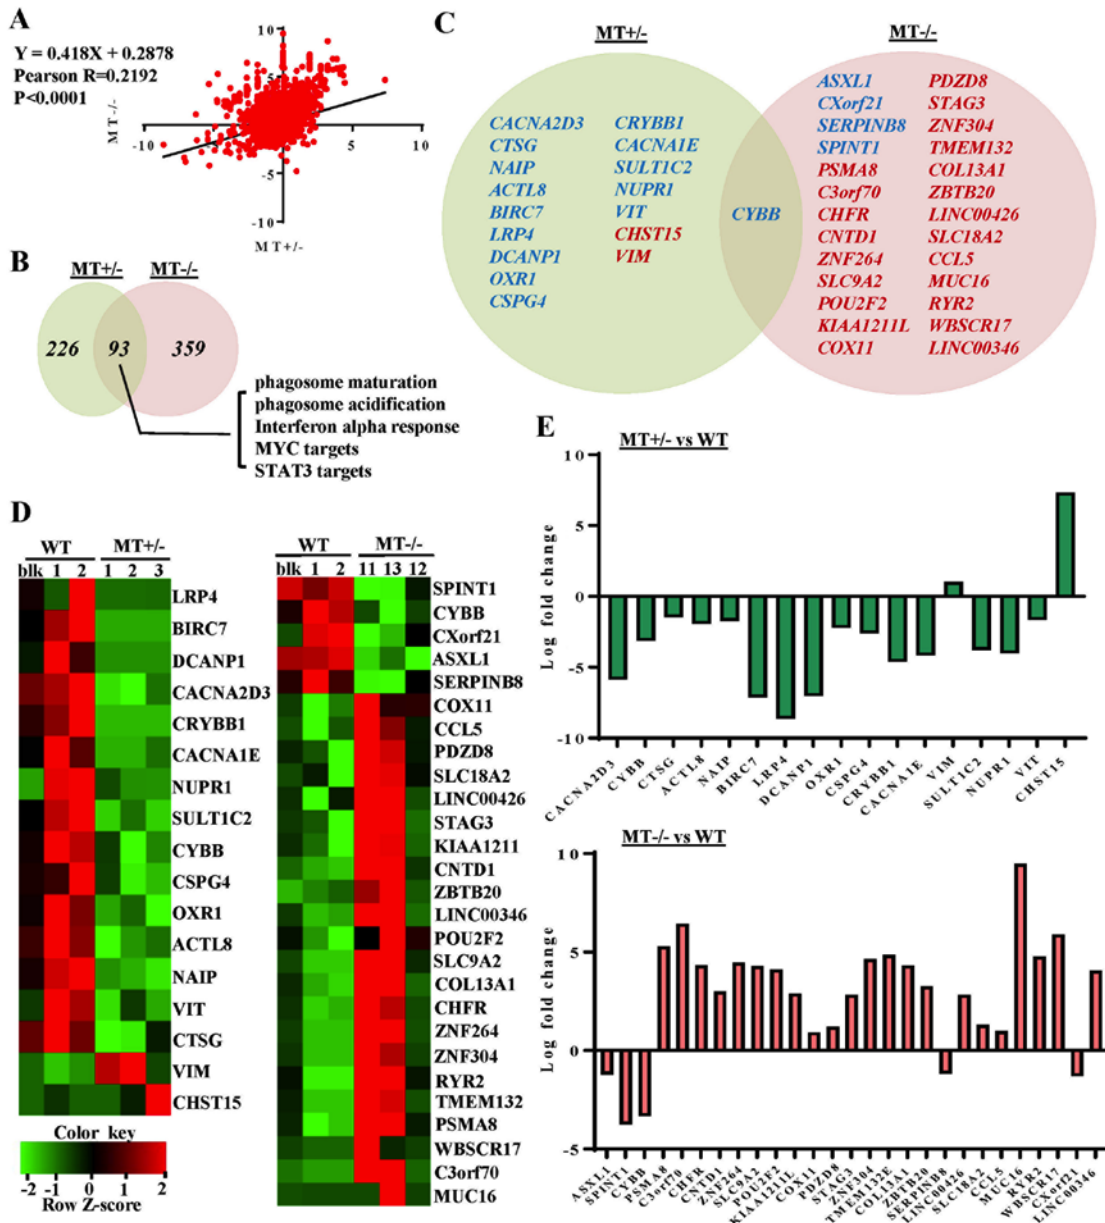 A
Y = 0.418X + 0.2878
Pearson R=0.2192
P<0.0001
MT-/-
10
5
-10
-5
5
10
-5
-10
MT+/-
B
MT+/-
MT-/-
226
93
359
phagosome maturation
phagosome acidification
Interferon alpha response
MYC targets
STAT3 targets
C
MT+/-
MT-/-
CACNA2D3
CTSG
NAIP
ACTL8
BIRC7
LRP4
DCANP1
OXR1
CSPG4
CRYBB1
CACNA1E
SULT1C2
NUPR1
VIT
CHST15
VIM
CYBB
ASXL1
CXorf21
SERPINB8
SPINT1
PSMA8
C3orf70
CHFR
CNTD1
ZNF264
SLC9A2
POU2F2
KIAA1211L
COX11
PDZD8
STAG3
ZNF304
TMEM132
COL13A1
ZBTB20
LINC00426
SLC18A2
CCL5
MUC16
RYR2
WBSCR17
LINC00346
D
WT
MT+/-
blk 1 2 1 2 3
LRP4
BIRC7
DCANP1
CACNA2D3
CRYBB1
CACNA1E
NUPR1
SULT1C2
CYBB
CSPG4
OXR1
ACTL8
NAIP
VIT
CTSG
VIM
CHST15
Color key
-2 -1 0 1 2
Row Z-score
WT
MT-/-
blk 1 2 11 13 12
SPINT1
CYBB
CXorf21
ASXL1
SERPINB8
COX11
CCL5
PDZD8
SLC18A2
LINC00426
STAG3
KIAA1211
CNTD1
ZBTB20
LINC00346
POU2F2
SLC9A2
COL13A1
CHFR
ZNF264
ZNF304
RYR2
TMEM132
PSMA8
WBSCR17
C3orf70
MUC16
E
MT+/- vs WT
Log fold change
10
5
0
-5
-10
CACNA2D3
CYBB
CTSG
ACTL8
NAIP
BIRC7
LRP4
DCANP1
OXR1
CSPG4
CRYBB1
CACNA1E
VIM
SULT1C2
NUPR1
VIT
CHST15
MT-/- vs WT
Log fold change
10
5
0
-5
ASXL1
SPINT1
CYBB
PSMA8
C3orf70
CHFR
CNTD1
ZNF264
SLC9A2
POU2F2
KIAA1211L
COX11
PDZD8
STAG3
ZNF304
TMEM132E
COL13A1
ZBTB20
SERPINB8
LINC00426
SLC18A2
CCL5
MUC16
RYR2
WBSCR17
CXorf21
LINC00346